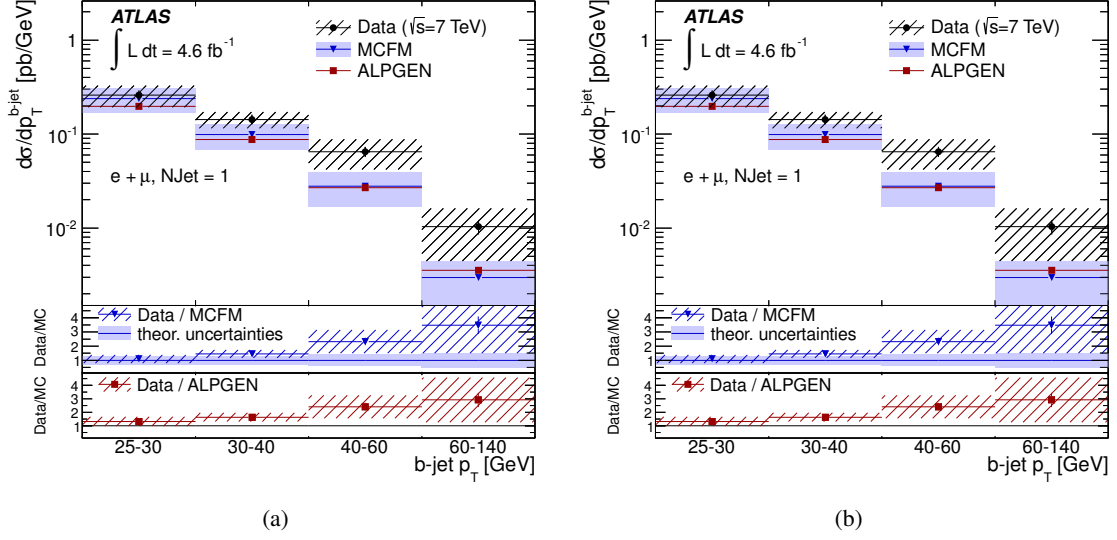 ATLAS
∫ L dt = 4.6 fb⁻¹
Data (√s=7 TeV)
MCFM
ALPGEN
dσ/dp_T^{b-jet} [pb/GeV]
1
10⁻¹
10⁻²
e + μ, NJet = 1
Data / MCFM
theor. uncertainties
Data/MC
4
3
2
1
Data / ALPGEN
Data/MC
4
3
2
1
25-30 30-40 40-60 60-140
b-jet p_T [GeV]
(a)
ATLAS
∫ L dt = 4.6 fb⁻¹
Data (√s=7 TeV)
MCFM
ALPGEN
dσ/dp_T^{b-jet} [pb/GeV]
1
10⁻¹
10⁻²
e + μ, NJet = 1
Data / MCFM
theor. uncertainties
Data/MC
4
3
2
1
Data / ALPGEN
Data/MC
4
3
2
1
25-30 30-40 40-60 60-140
b-jet p_T [GeV]
(b)